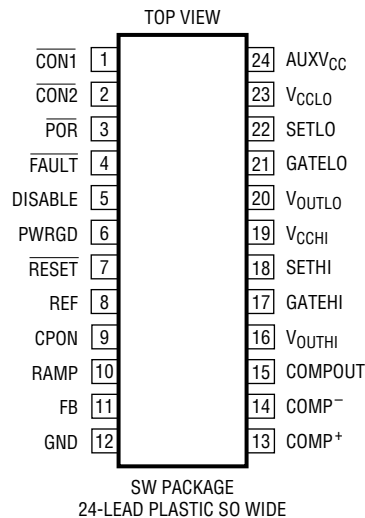 TOP VIEW
CON1 1
CON2 2
POR 3
FAULT 4
DISABLE 5
PWRGD 6
RESET 7
REF 8
CPON 9
RAMP 10
FB 11
GND 12
24 AUXVCC
23 VCCLO
22 SETLO
21 GATELO
20 VOUTLO
19 VCCHI
18 SETHI
17 GATEHI
16 VOUTHI
15 COMPOUT
14 COMP–
13 COMP+
SW PACKAGE
24-LEAD PLASTIC SO WIDE